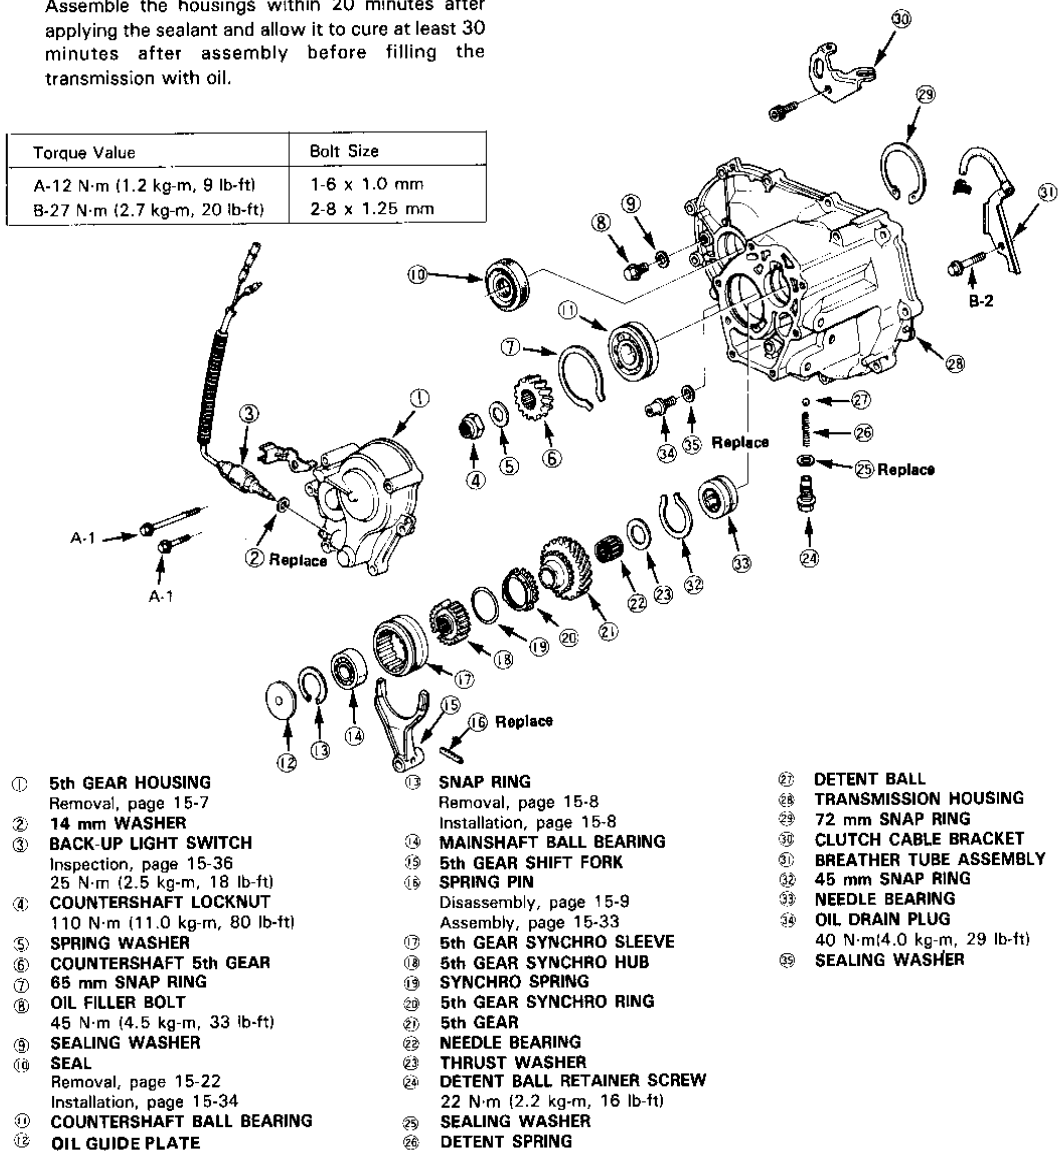 Assemble the housings within 20 minutes after
applying the sealant and allow it to cure at least 30
minutes after assembly before filling the
transmission with oil.
Torque Value Bolt Size
A-12 N·m (1.2 kg-m, 9 lb-ft) 1-6 x 1.0 mm
B-27 N·m (2.7 kg-m, 20 lb-ft) 2-8 x 1.25 mm
㉚
㉙
㉛
⑨
⑧
⑩
B-2
⑪
⑦
㉘
①
㉗
③
㉖
㉞ ㉟ Replace
④ ⑤ ⑥
㉕ Replace
A-1
② Replace
㉔
㉝
㉜
A-1
㉓
㉒
㉑
⑳
⑲
⑱
⑰
⑮
⑯ Replace
⑭
⑬
⑫
① 5th GEAR HOUSING
Removal, page 15-7
② 14 mm WASHER
③ BACK-UP LIGHT SWITCH
Inspection, page 15-36
25 N·m (2.5 kg-m, 18 lb-ft)
④ COUNTERSHAFT LOCKNUT
110 N·m (11.0 kg-m, 80 lb-ft)
⑤ SPRING WASHER
⑥ COUNTERSHAFT 5th GEAR
⑦ 65 mm SNAP RING
⑧ OIL FILLER BOLT
45 N·m (4.5 kg-m, 33 lb-ft)
⑨ SEALING WASHER
⑩ SEAL
Removal, page 15-22
Installation, page 15-34
⑪ COUNTERSHAFT BALL BEARING
⑫ OIL GUIDE PLATE
⑬ SNAP RING
Removal, page 15-8
Installation, page 15-8
⑭ MAINSHAFT BALL BEARING
⑮ 5th GEAR SHIFT FORK
⑯ SPRING PIN
Disassembly, page 15-9
Assembly, page 15-33
⑰ 5th GEAR SYNCHRO SLEEVE
⑱ 5th GEAR SYNCHRO HUB
⑲ SYNCHRO SPRING
⑳ 5th GEAR SYNCHRO RING
㉑ 5th GEAR
㉒ NEEDLE BEARING
㉓ THRUST WASHER
㉔ DETENT BALL RETAINER SCREW
22 N·m (2.2 kg-m, 16 lb-ft)
㉕ SEALING WASHER
㉖ DETENT SPRING
㉗ DETENT BALL
㉘ TRANSMISSION HOUSING
㉙ 72 mm SNAP RING
㉚ CLUTCH CABLE BRACKET
㉛ BREATHER TUBE ASSEMBLY
㉜ 45 mm SNAP RING
㉝ NEEDLE BEARING
㉞ OIL DRAIN PLUG
40 N·m(4.0 kg-m, 29 lb-ft)
㉟ SEALING WASHER